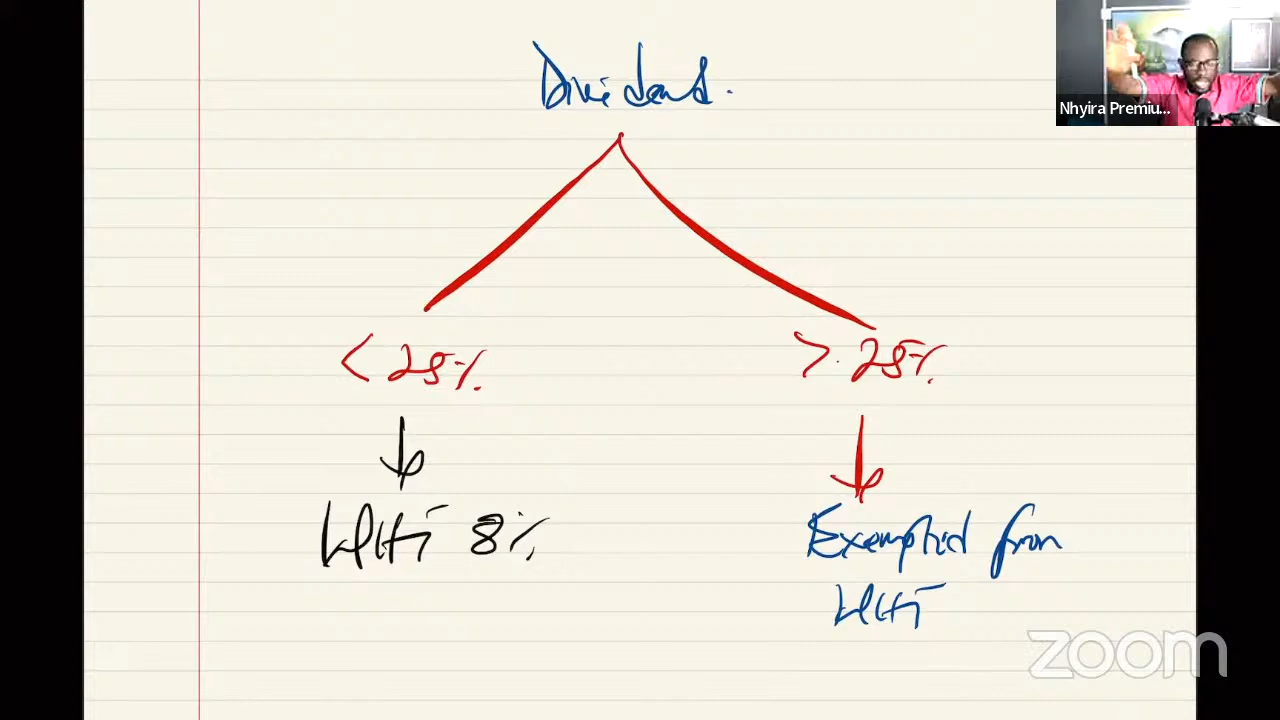 Dividend.
< 25%
> 25%
WHT 8%
Exempted from
WHT
Nhyira Premiu...
zoom